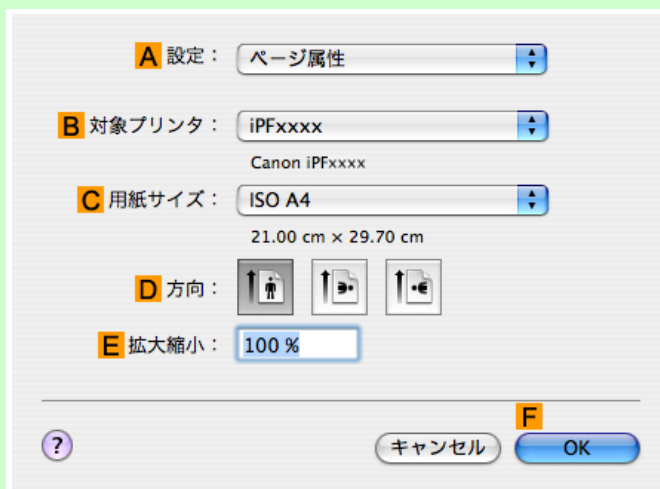 A 設定： ページ属性
B 対象プリンタ： iPFxxxx
Canon iPFxxxx
C 用紙サイズ： ISO A4
21.00 cm × 29.70 cm
D 方向：
E 拡大縮小： 100 %
F
? キャンセル OK